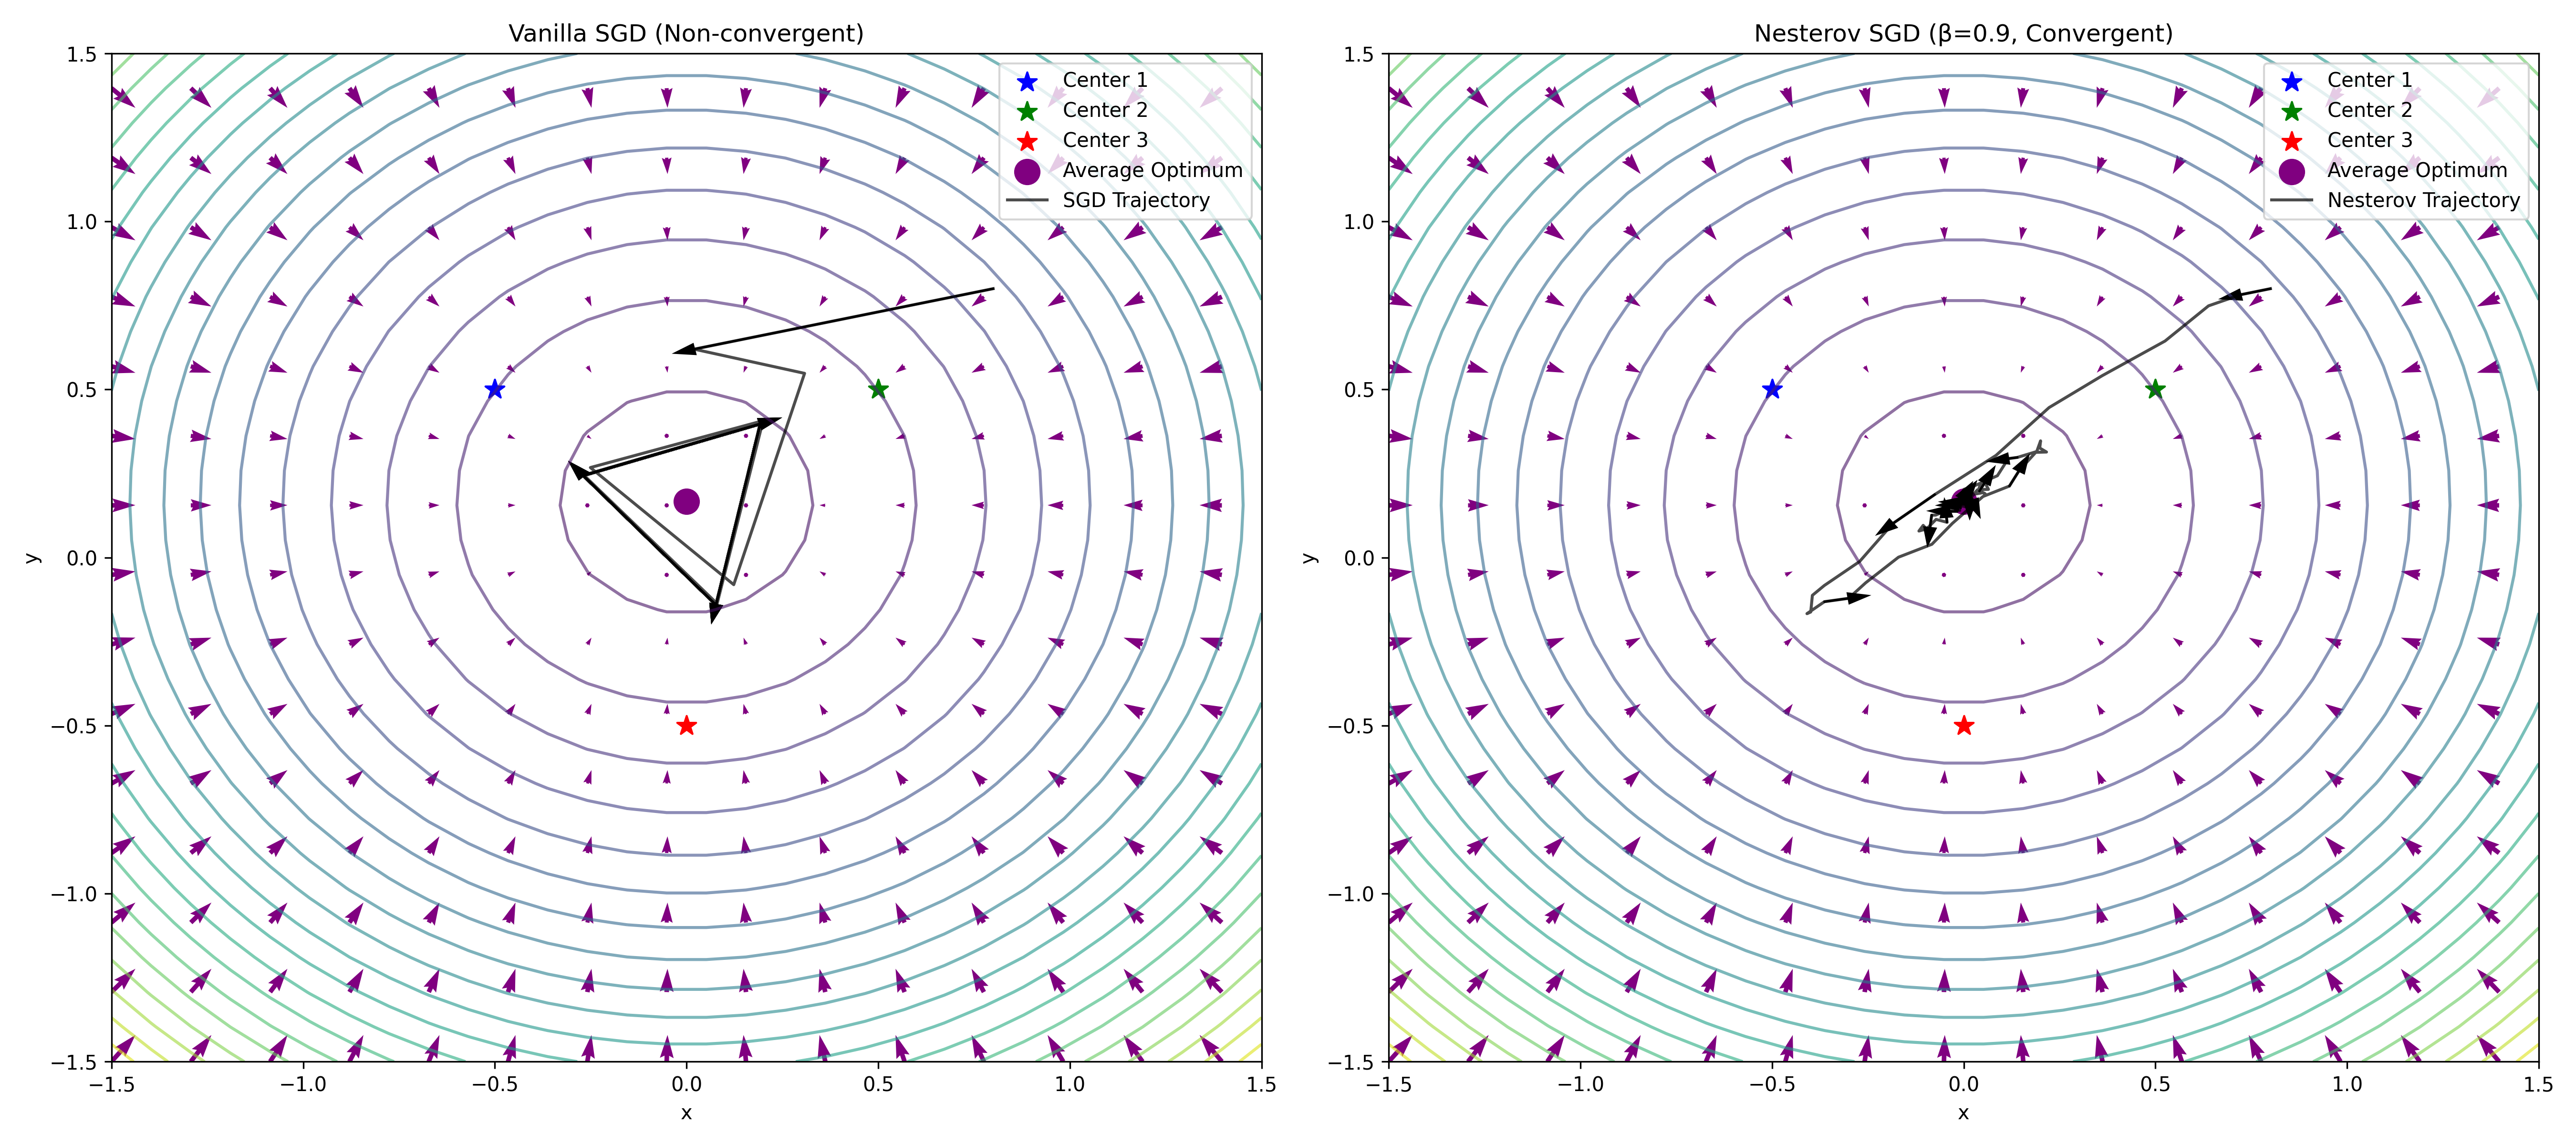 Vanilla SGD (Non-convergent)
Center 1
Center 2
Center 3
Average Optimum
SGD Trajectory
1.5
1.0
0.5
0.0
−0.5
−1.0
−1.5
y
−1.5 −1.0 −0.5 0.0 0.5 1.0 1.5
x
Nesterov SGD (β=0.9, Convergent)
Center 1
Center 2
Center 3
Average Optimum
Nesterov Trajectory
1.5
1.0
0.5
0.0
−0.5
−1.0
−1.5
y
−1.5 −1.0 −0.5 0.0 0.5 1.0 1.5
x